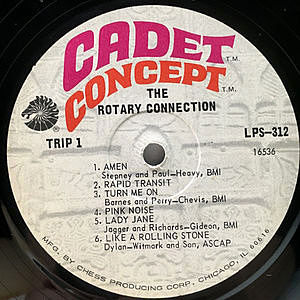 CADET T.M.
CONCEPT T.M.
THE
ROTARY CONNECTION
TRIP 1
LPS-312
16536
1. AMEN
Stepney and Paul-Heavy, BMI
2. RAPID TRANSIT
3. TURN ME ON
Barnes and Perry-Chevis, BMI
4. PINK NOISE
5. LADY JANE
Jagger and Richards-Gideon, BMI
6. LIKE A ROLLING STONE
Dylan-Witmark and Son, ASCAP
MFG. BY CHESS PRODUCING CORP. CHICAGO, ILL. 60616